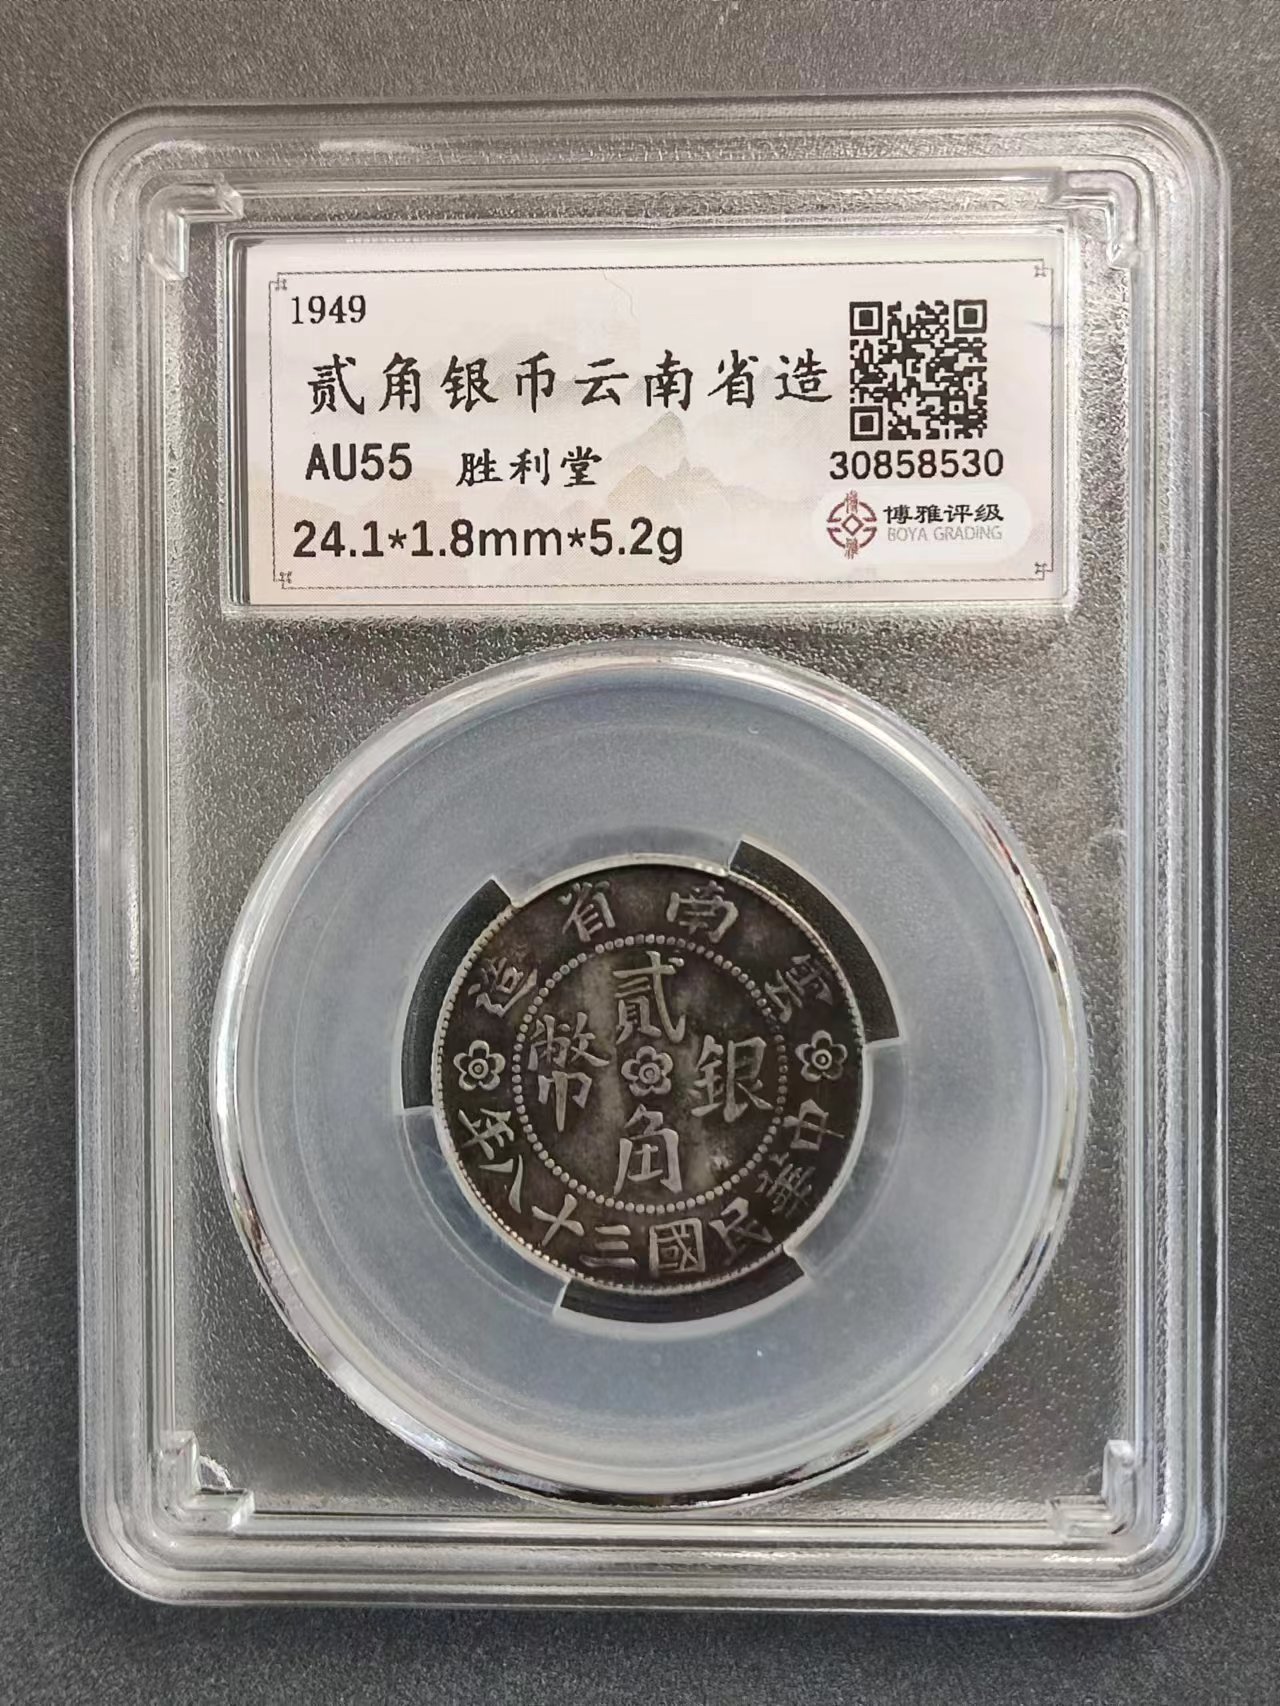 1949
贰角银币云南省造
AU55 胜利堂
30858530
24.1*1.8mm*5.2g
博雅评级
BOYA GRADING
雲南省造
貳角銀幣
中華民國三十八年